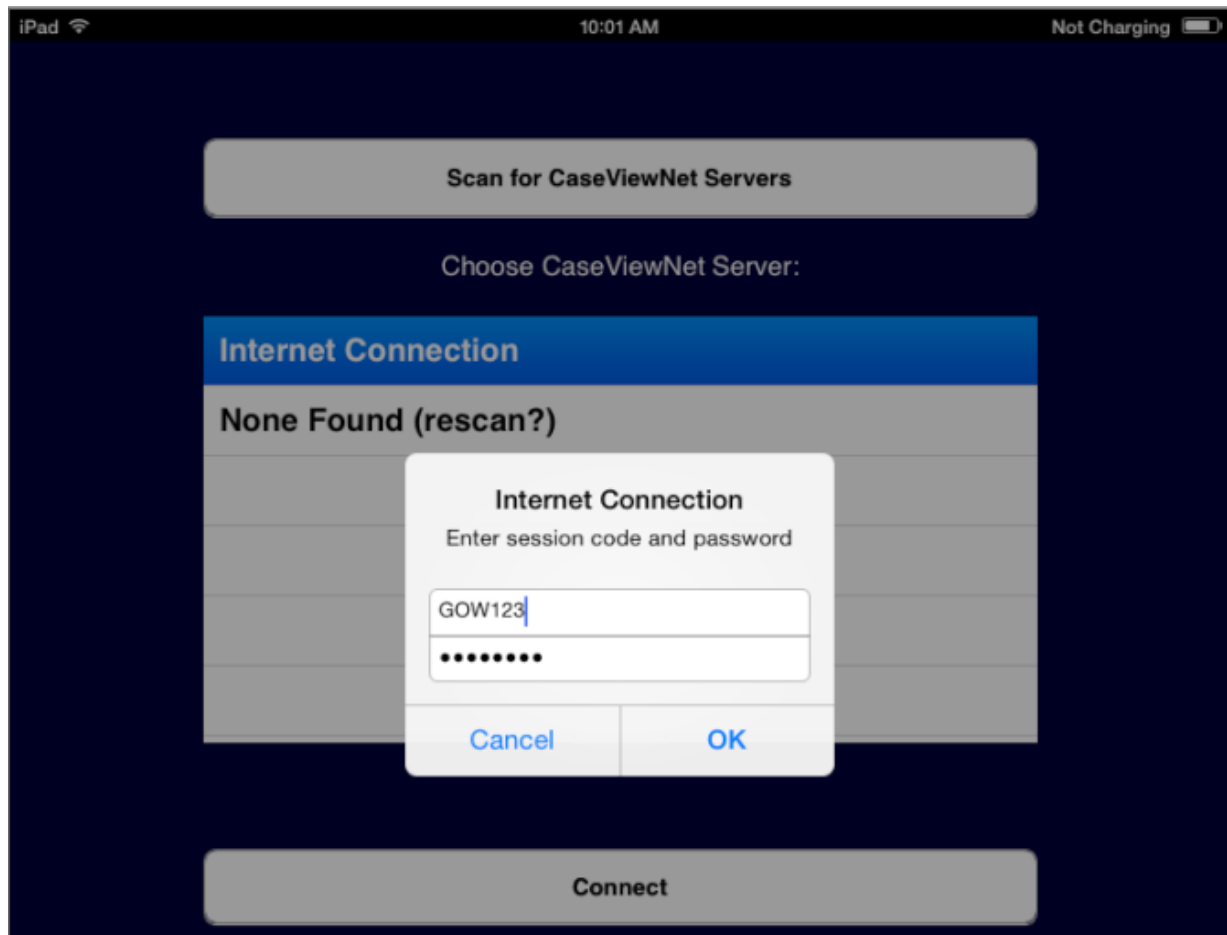 iPad 10:01 AM Not Charging
Scan for CaseViewNet Servers
Choose CaseViewNet Server:
Internet Connection
None Found (rescan?)
Internet Connection
Enter session code and password
GOW123
••••••••
Cancel OK
Connect